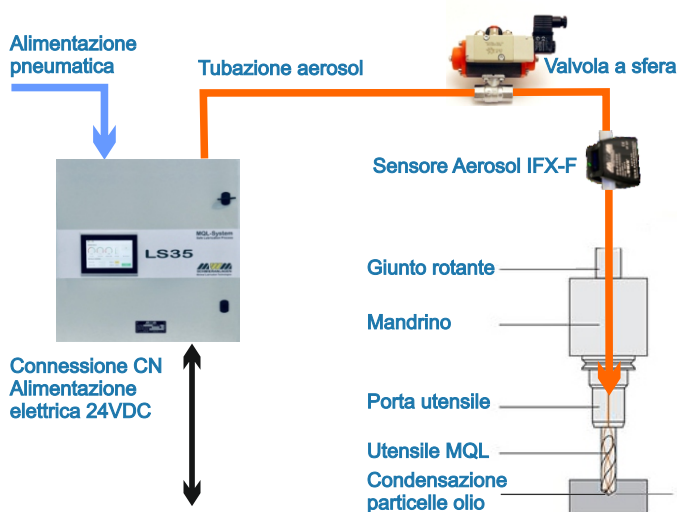 Alimentazione
pneumatica
Tubazione aerosol
Valvola a sfera
Sensore Aerosol IFX-F
MQL-System
LS35
Giunto rotante
Mandrino
Connessione CN
Alimentazione
elettrica 24VDC
Porta utensile
Utensile MQL
Condensazione
particelle olio